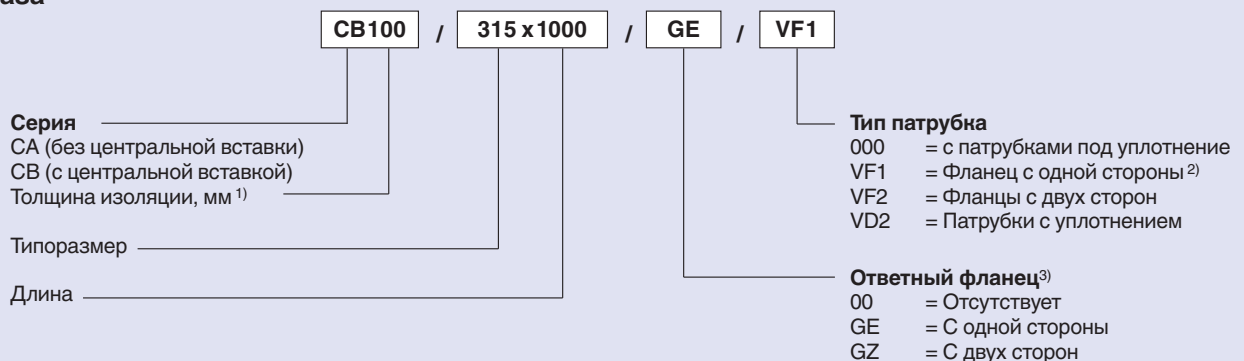 CB100 / 315 x 1000 / GE / VF1
Серия
CA (без центральной вставки)
CB (с центральной вставкой)
Толщина изоляции, мм 1)
Типоразмер
Длина
Тип патрубка
000 = с патрубками под уплотнение
VF1 = Фланец с одной стороны 2)
VF2 = Фланцы с двух сторон
VD2 = Патрубки с уплотнением
Ответный фланец3)
00 = Отсутствует
GE = С одной стороны
GZ = С двух сторон